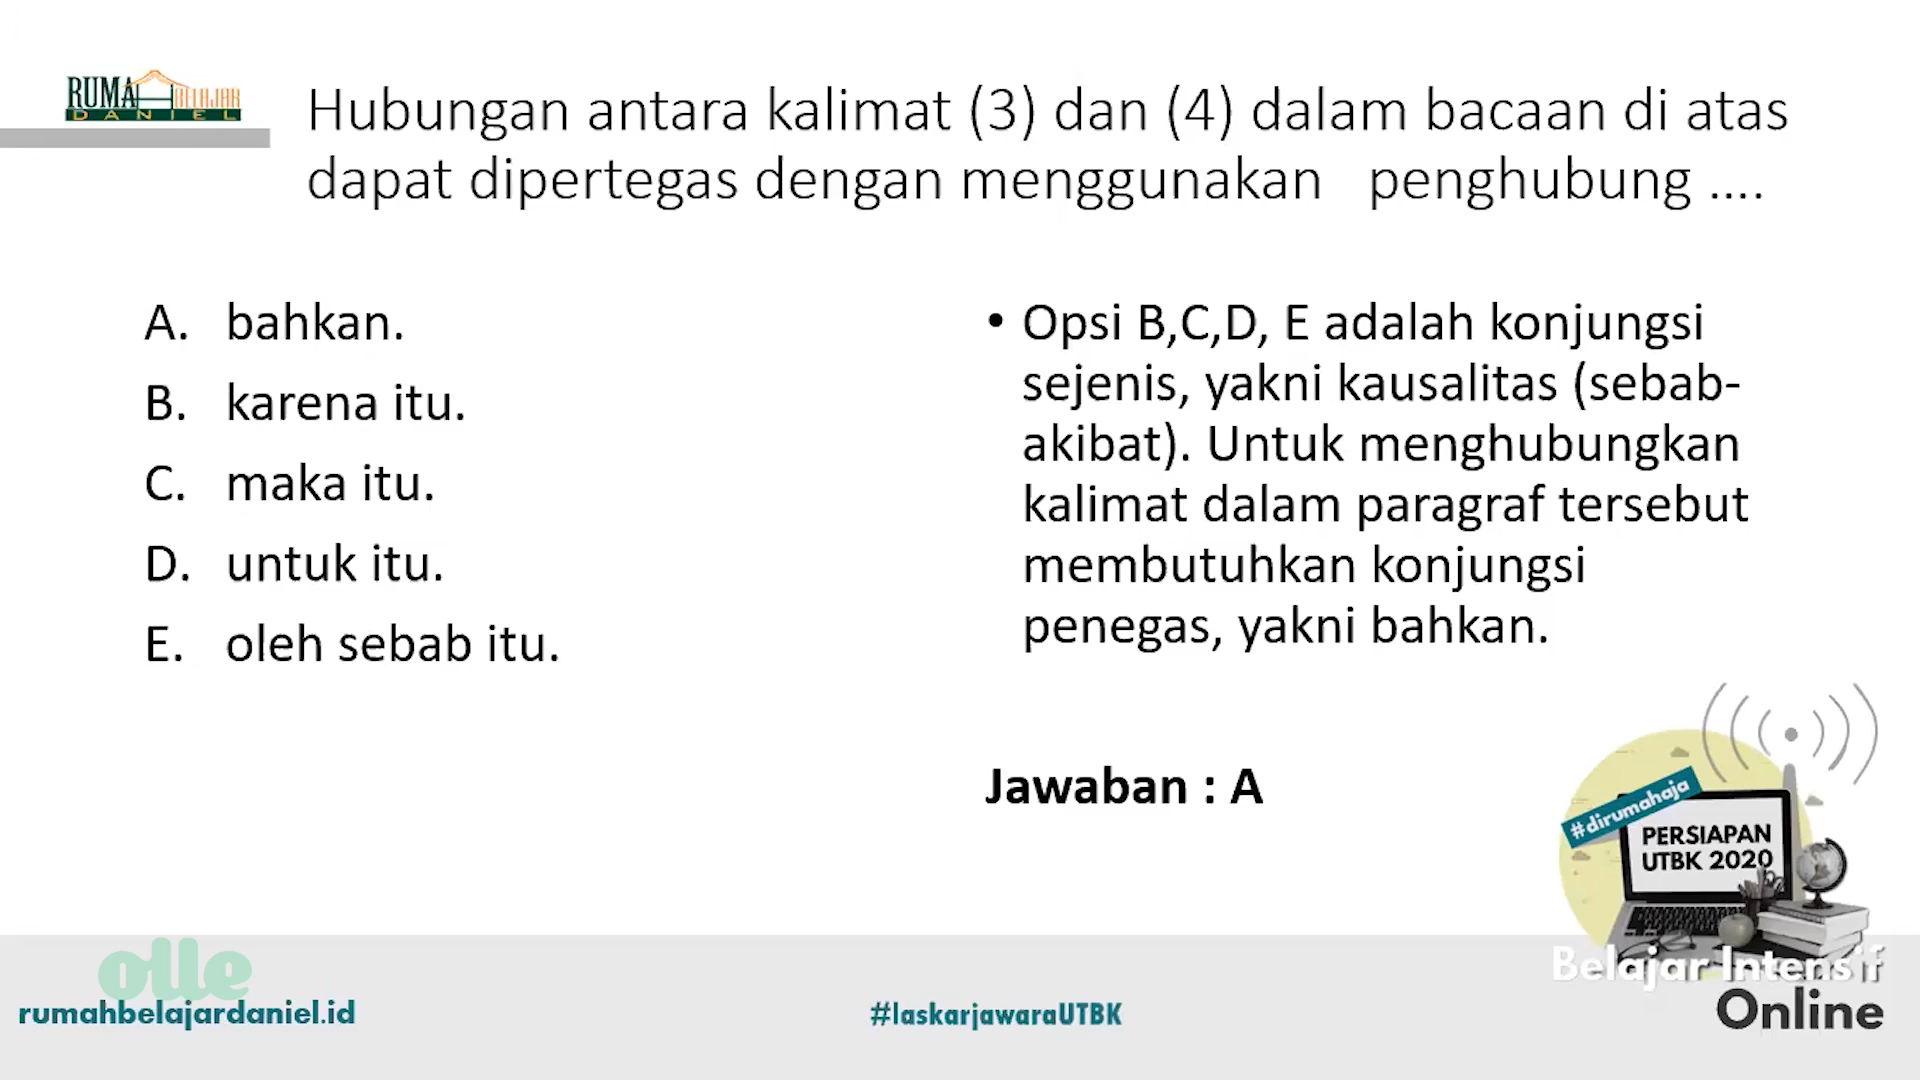 RUMAH BELAJAR
DANIEL
Hubungan antara kalimat (3) dan (4) dalam bacaan di atas
dapat dipertegas dengan menggunakan penghubung ....
A. bahkan.
B. karena itu.
C. maka itu.
D. untuk itu.
E. oleh sebab itu.
• Opsi B,C,D, E adalah konjungsi
sejenis, yakni kausalitas (sebab-
akibat). Untuk menghubungkan
kalimat dalam paragraf tersebut
membutuhkan konjungsi
penegas, yakni bahkan.
Jawaban : A
#dirumahaja
PERSIAPAN
UTBK 2020
Belajar Intensif
Online
olle
rumahbelajardaniel.id
#laskarjawaraUTBK